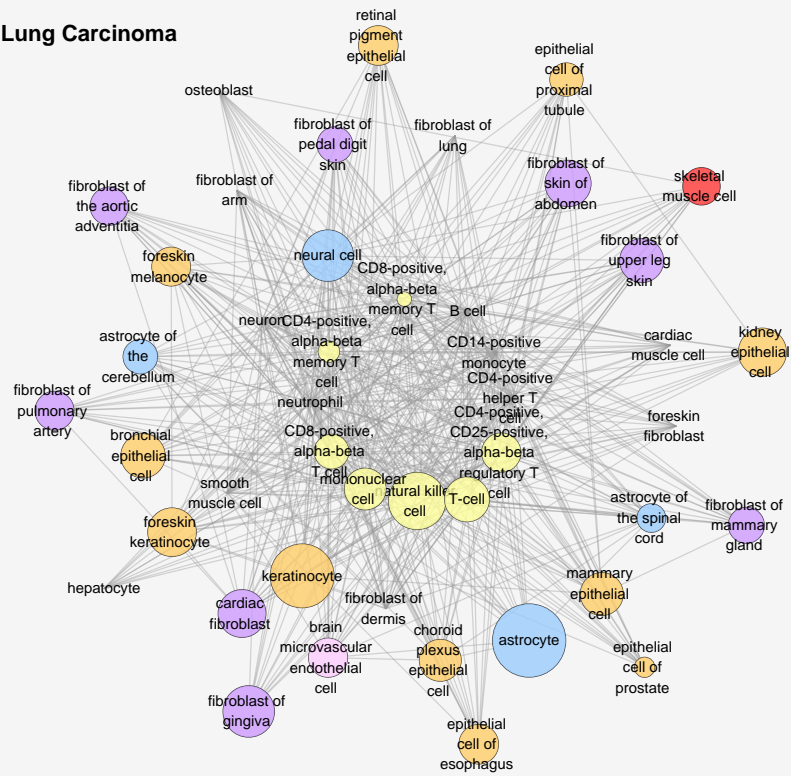 Lung Carcinoma
retinal
pigment
epithelial
cell
epithelial
cell of
proximal
tubule
osteoblast
fibroblast of
pedal digit
skin
fibroblast of
lung
fibroblast of
skin of
abdomen
skeletal
muscle cell
fibroblast of
arm
fibroblast of
the aortic
adventitia
foreskin
melanocyte
neural cell
CD8-positive,
alpha-beta
memory T
cell
fibroblast of
upper leg
skin
B cell
neuron
CD4-positive,
alpha-beta
memory T
cell
CD14-positive
monocyte
cardiac
muscle cell
kidney
epithelial
cell
astrocyte of
the
cerebellum
CD4-positive
helper T
cell
neutrophil
fibroblast of
pulmonary
artery
CD4-positive,
CD25-positive,
alpha-beta
regulatory T
cell
foreskin
fibroblast
bronchial
epithelial
cell
CD8-positive,
alpha-beta
T cell
smooth
muscle cell
mononuclear
cell
natural killer
cell
T-cell
astrocyte of
the spinal
cord
fibroblast of
mammary
gland
foreskin
keratinocyte
hepatocyte
keratinocyte
mammary
epithelial
cell
cardiac
fibroblast
fibroblast of
dermis
brain
microvascular
endothelial
cell
choroid
plexus
epithelial
cell
astrocyte
epithelial
cell of
prostate
fibroblast of
gingiva
epithelial
cell of
esophagus